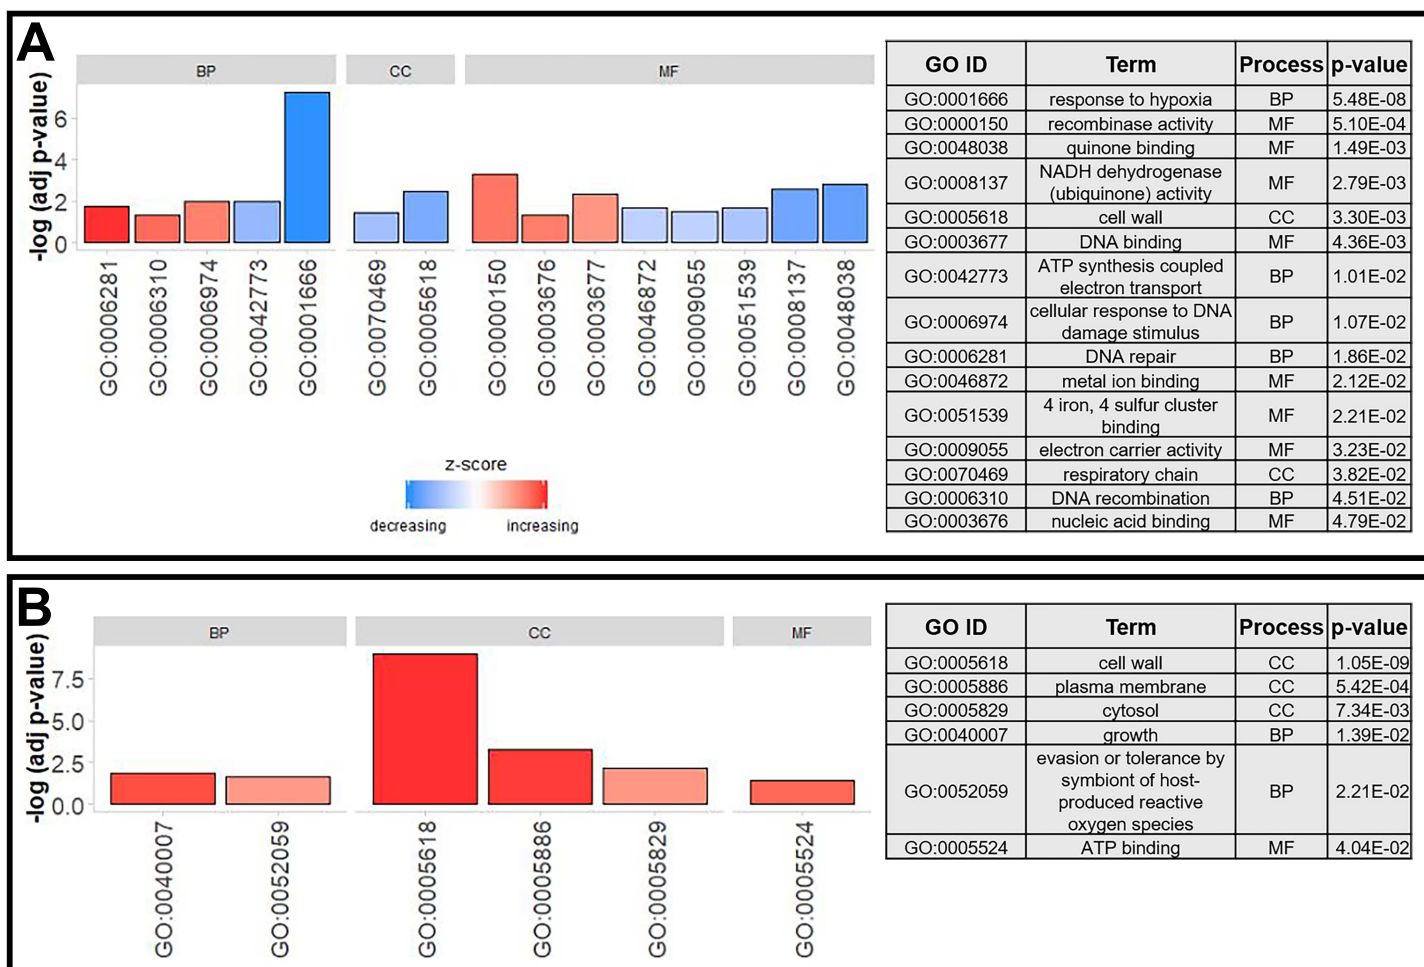 A
BP CC MF
-log (adj p-value)
6
4
2
0
GO:0006281
GO:0006310
GO:0006974
GO:0042773
GO:0001666
GO:0070469
GO:0005618
GO:0000150
GO:0003676
GO:0003677
GO:0046872
GO:0009055
GO:0051539
GO:0008137
GO:0048038
z-score
decreasing increasing
GO ID Term Process p-value
GO:0001666 response to hypoxia BP 5.48E-08
GO:0000150 recombinase activity MF 5.10E-04
GO:0048038 quinone binding MF 1.49E-03
GO:0008137 NADH dehydrogenase
(ubiquinone) activity MF 2.79E-03
GO:0005618 cell wall CC 3.30E-03
GO:0003677 DNA binding MF 4.36E-03
GO:0042773 ATP synthesis coupled
electron transport BP 1.01E-02
GO:0006974 cellular response to DNA
damage stimulus BP 1.07E-02
GO:0006281 DNA repair BP 1.86E-02
GO:0046872 metal ion binding MF 2.12E-02
GO:0051539 4 iron, 4 sulfur cluster
binding MF 2.21E-02
GO:0009055 electron carrier activity MF 3.23E-02
GO:0070469 respiratory chain CC 3.82E-02
GO:0006310 DNA recombination BP 4.51E-02
GO:0003676 nucleic acid binding MF 4.79E-02
B
BP CC MF
-log (adj p-value)
7.5
5.0
2.5
0.0
GO:0040007
GO:0052059
GO:0005618
GO:0005886
GO:0005829
GO:0005524
GO ID Term Process p-value
GO:0005618 cell wall CC 1.05E-09
GO:0005886 plasma membrane CC 5.42E-04
GO:0005829 cytosol CC 7.34E-03
GO:0040007 growth BP 1.39E-02
GO:0052059 evasion or tolerance by
symbiont of host-
produced reactive
oxygen species BP 2.21E-02
GO:0005524 ATP binding MF 4.04E-02